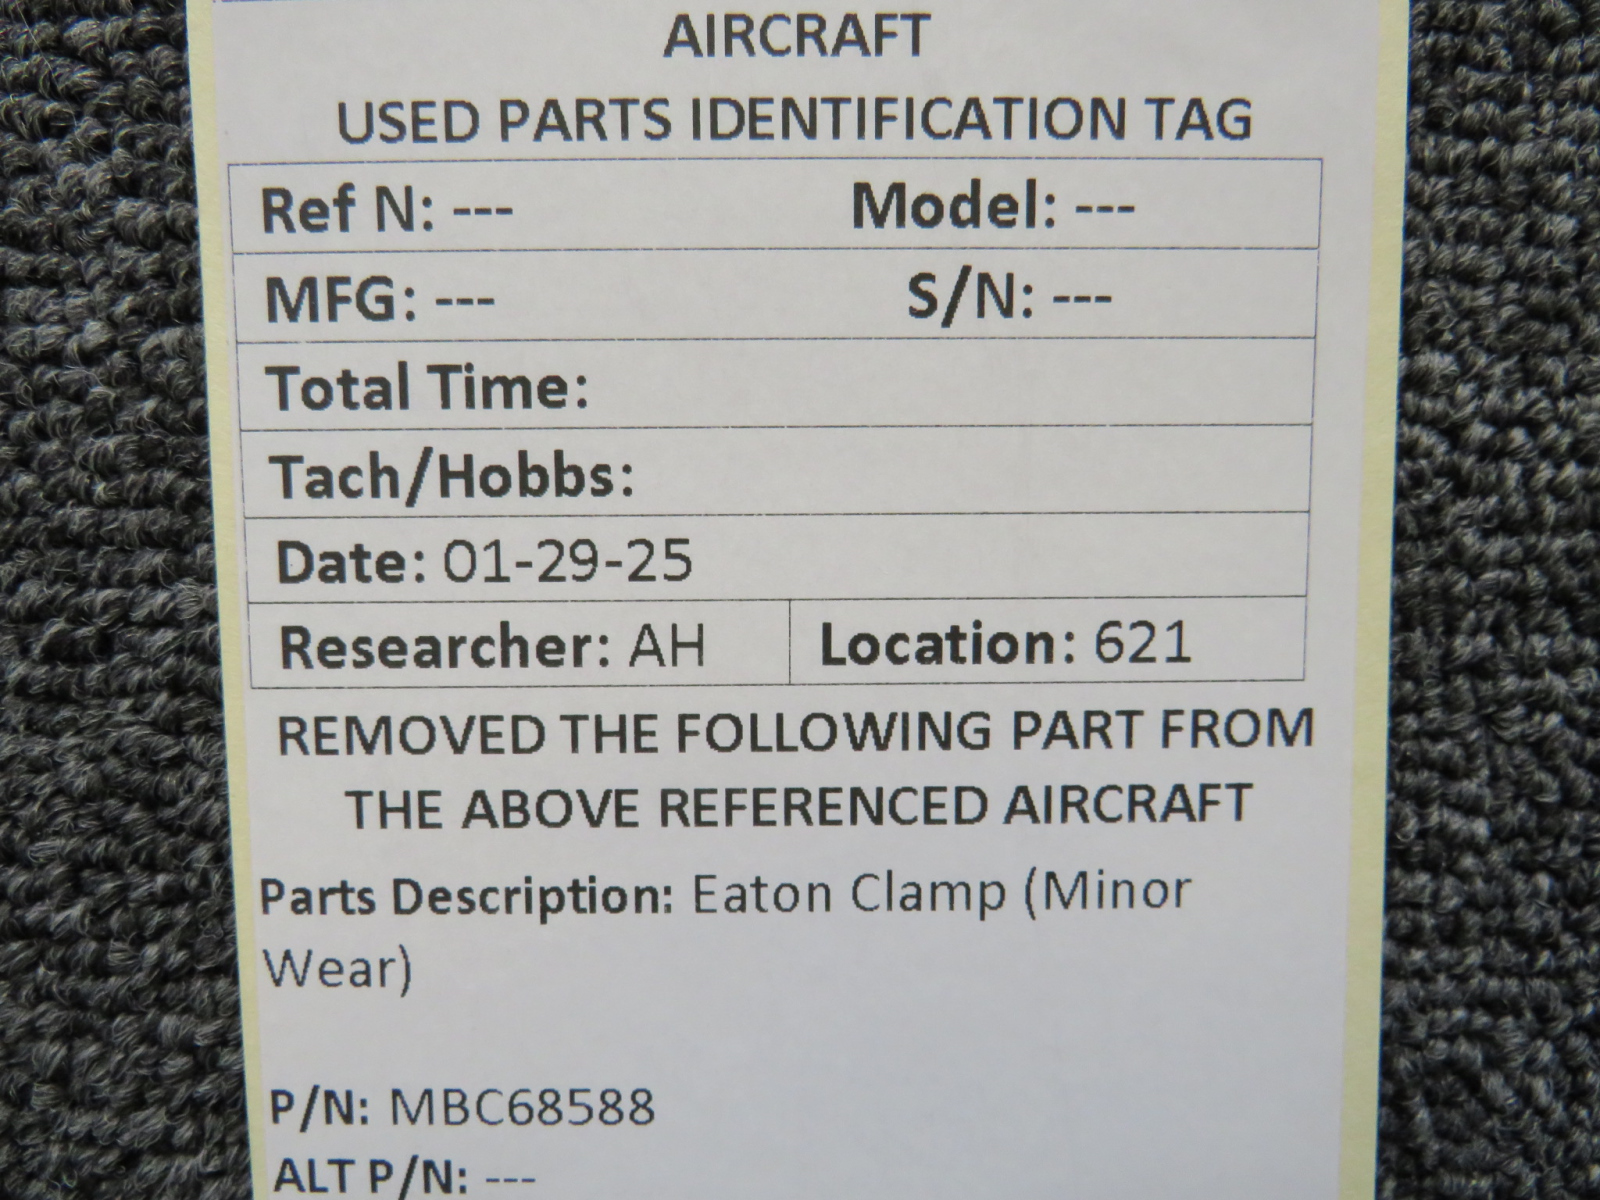 AIRCRAFT
USED PARTS IDENTIFICATION TAG
Ref N: --- Model: ---
MFG: --- S/N: ---
Total Time:
Tach/Hobbs:
Date: 01-29-25
Researcher: AH Location: 621
REMOVED THE FOLLOWING PART FROM
THE ABOVE REFERENCED AIRCRAFT
Parts Description: Eaton Clamp (Minor
Wear)
P/N: MBC68588
ALT P/N: ---